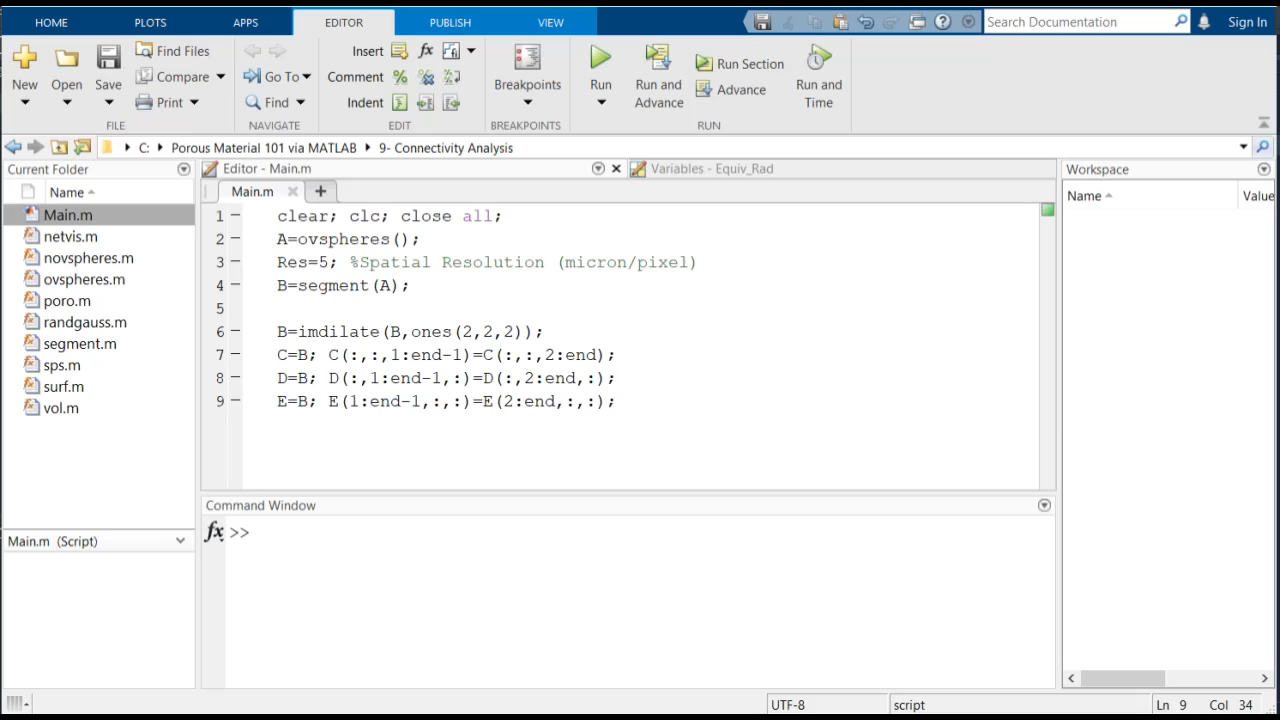 HOME PLOTS APPS EDITOR PUBLISH VIEW Search Documentation Sign In
New Open Save Find Files Compare Print FILE
Go To Find NAVIGATE
Insert fx Comment Indent EDIT
Breakpoints BREAKPOINTS
Run Run and Advance Run Section Advance Run and Time RUN
C: Porous Material 101 via MATLAB 9- Connectivity Analysis
Current Folder
Name
Main.m
netvis.m
novspheres.m
ovspheres.m
poro.m
randgauss.m
segment.m
sps.m
surf.m
vol.m
Main.m (Script)
Editor - Main.m Variables - Equiv_Rad
Main.m +
1 clear; clc; close all;
2 A=ovspheres();
3 Res=5; %Spatial Resolution (micron/pixel)
4 B=segment(A);
5
6 B=imdilate(B,ones(2,2,2));
7 C=B; C(:,:,1:end-1)=C(:,:,2:end);
8 D=B; D(:,1:end-1,:)=D(:,2:end,:);
9 E=B; E(1:end-1,:,:)=E(2:end,:,:);
Command Window
fx >>
Workspace
Name Value
UTF-8 script Ln 9 Col 34